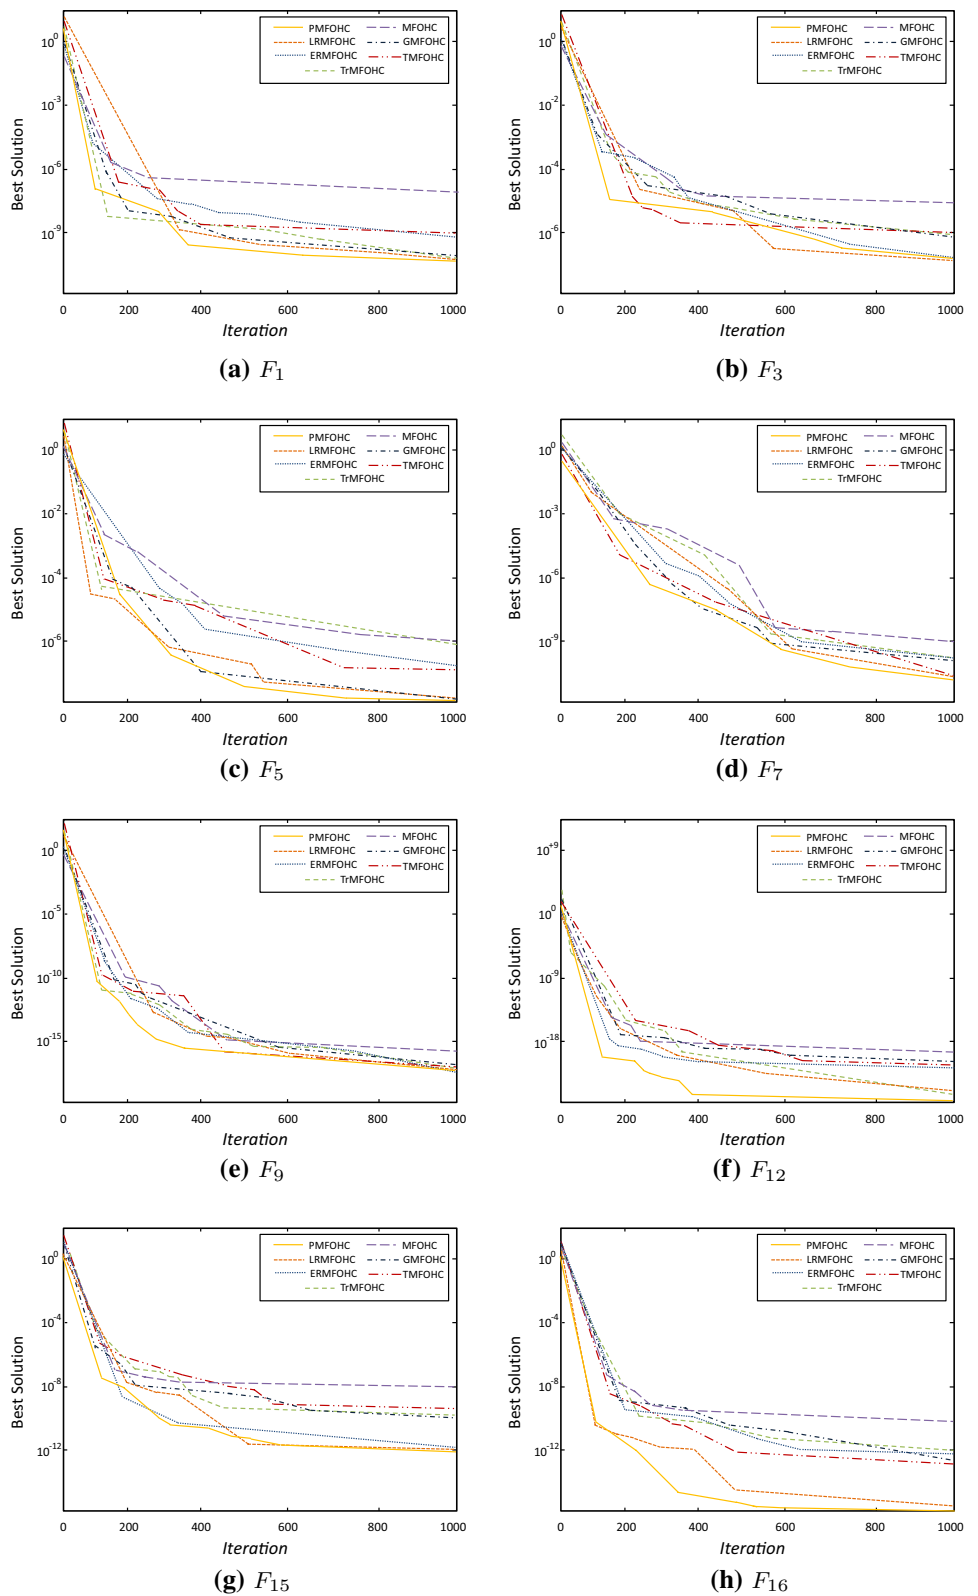 PMFOHC MFOHC
LRMFOHC GMFOHC
ERMFOHC TMFOHC
TrMFOHC
Best Solution
10^0
10^-3
10^-6
10^-9
0 200 400 600 800 1000
Iteration
(a) F_1
PMFOHC MFOHC
LRMFOHC GMFOHC
ERMFOHC TMFOHC
TrMFOHC
Best Solution
10^0
10^-2
10^-4
10^-6
0 200 400 600 800 1000
Iteration
(b) F_3
PMFOHC MFOHC
LRMFOHC GMFOHC
ERMFOHC TMFOHC
TrMFOHC
Best Solution
10^0
10^-2
10^-4
10^-6
0 200 400 600 800 1000
Iteration
(c) F_5
PMFOHC MFOHC
LRMFOHC GMFOHC
ERMFOHC TMFOHC
TrMFOHC
Best Solution
10^0
10^-3
10^-6
10^-9
0 200 400 600 800 1000
Iteration
(d) F_7
PMFOHC MFOHC
LRMFOHC GMFOHC
ERMFOHC TMFOHC
TrMFOHC
Best Solution
10^0
10^-5
10^-10
10^-15
0 200 400 600 800 1000
Iteration
(e) F_9
PMFOHC MFOHC
LRMFOHC GMFOHC
ERMFOHC TMFOHC
TrMFOHC
Best Solution
10^+9
10^0
10^-9
10^-18
0 200 400 600 800 1000
Iteration
(f) F_12
PMFOHC MFOHC
LRMFOHC GMFOHC
ERMFOHC TMFOHC
TrMFOHC
Best Solution
10^0
10^-4
10^-8
10^-12
0 200 400 600 800 1000
Iteration
(g) F_15
PMFOHC MFOHC
LRMFOHC GMFOHC
ERMFOHC TMFOHC
TrMFOHC
Best Solution
10^0
10^-4
10^-8
10^-12
0 200 400 600 800 1000
Iteration
(h) F_16